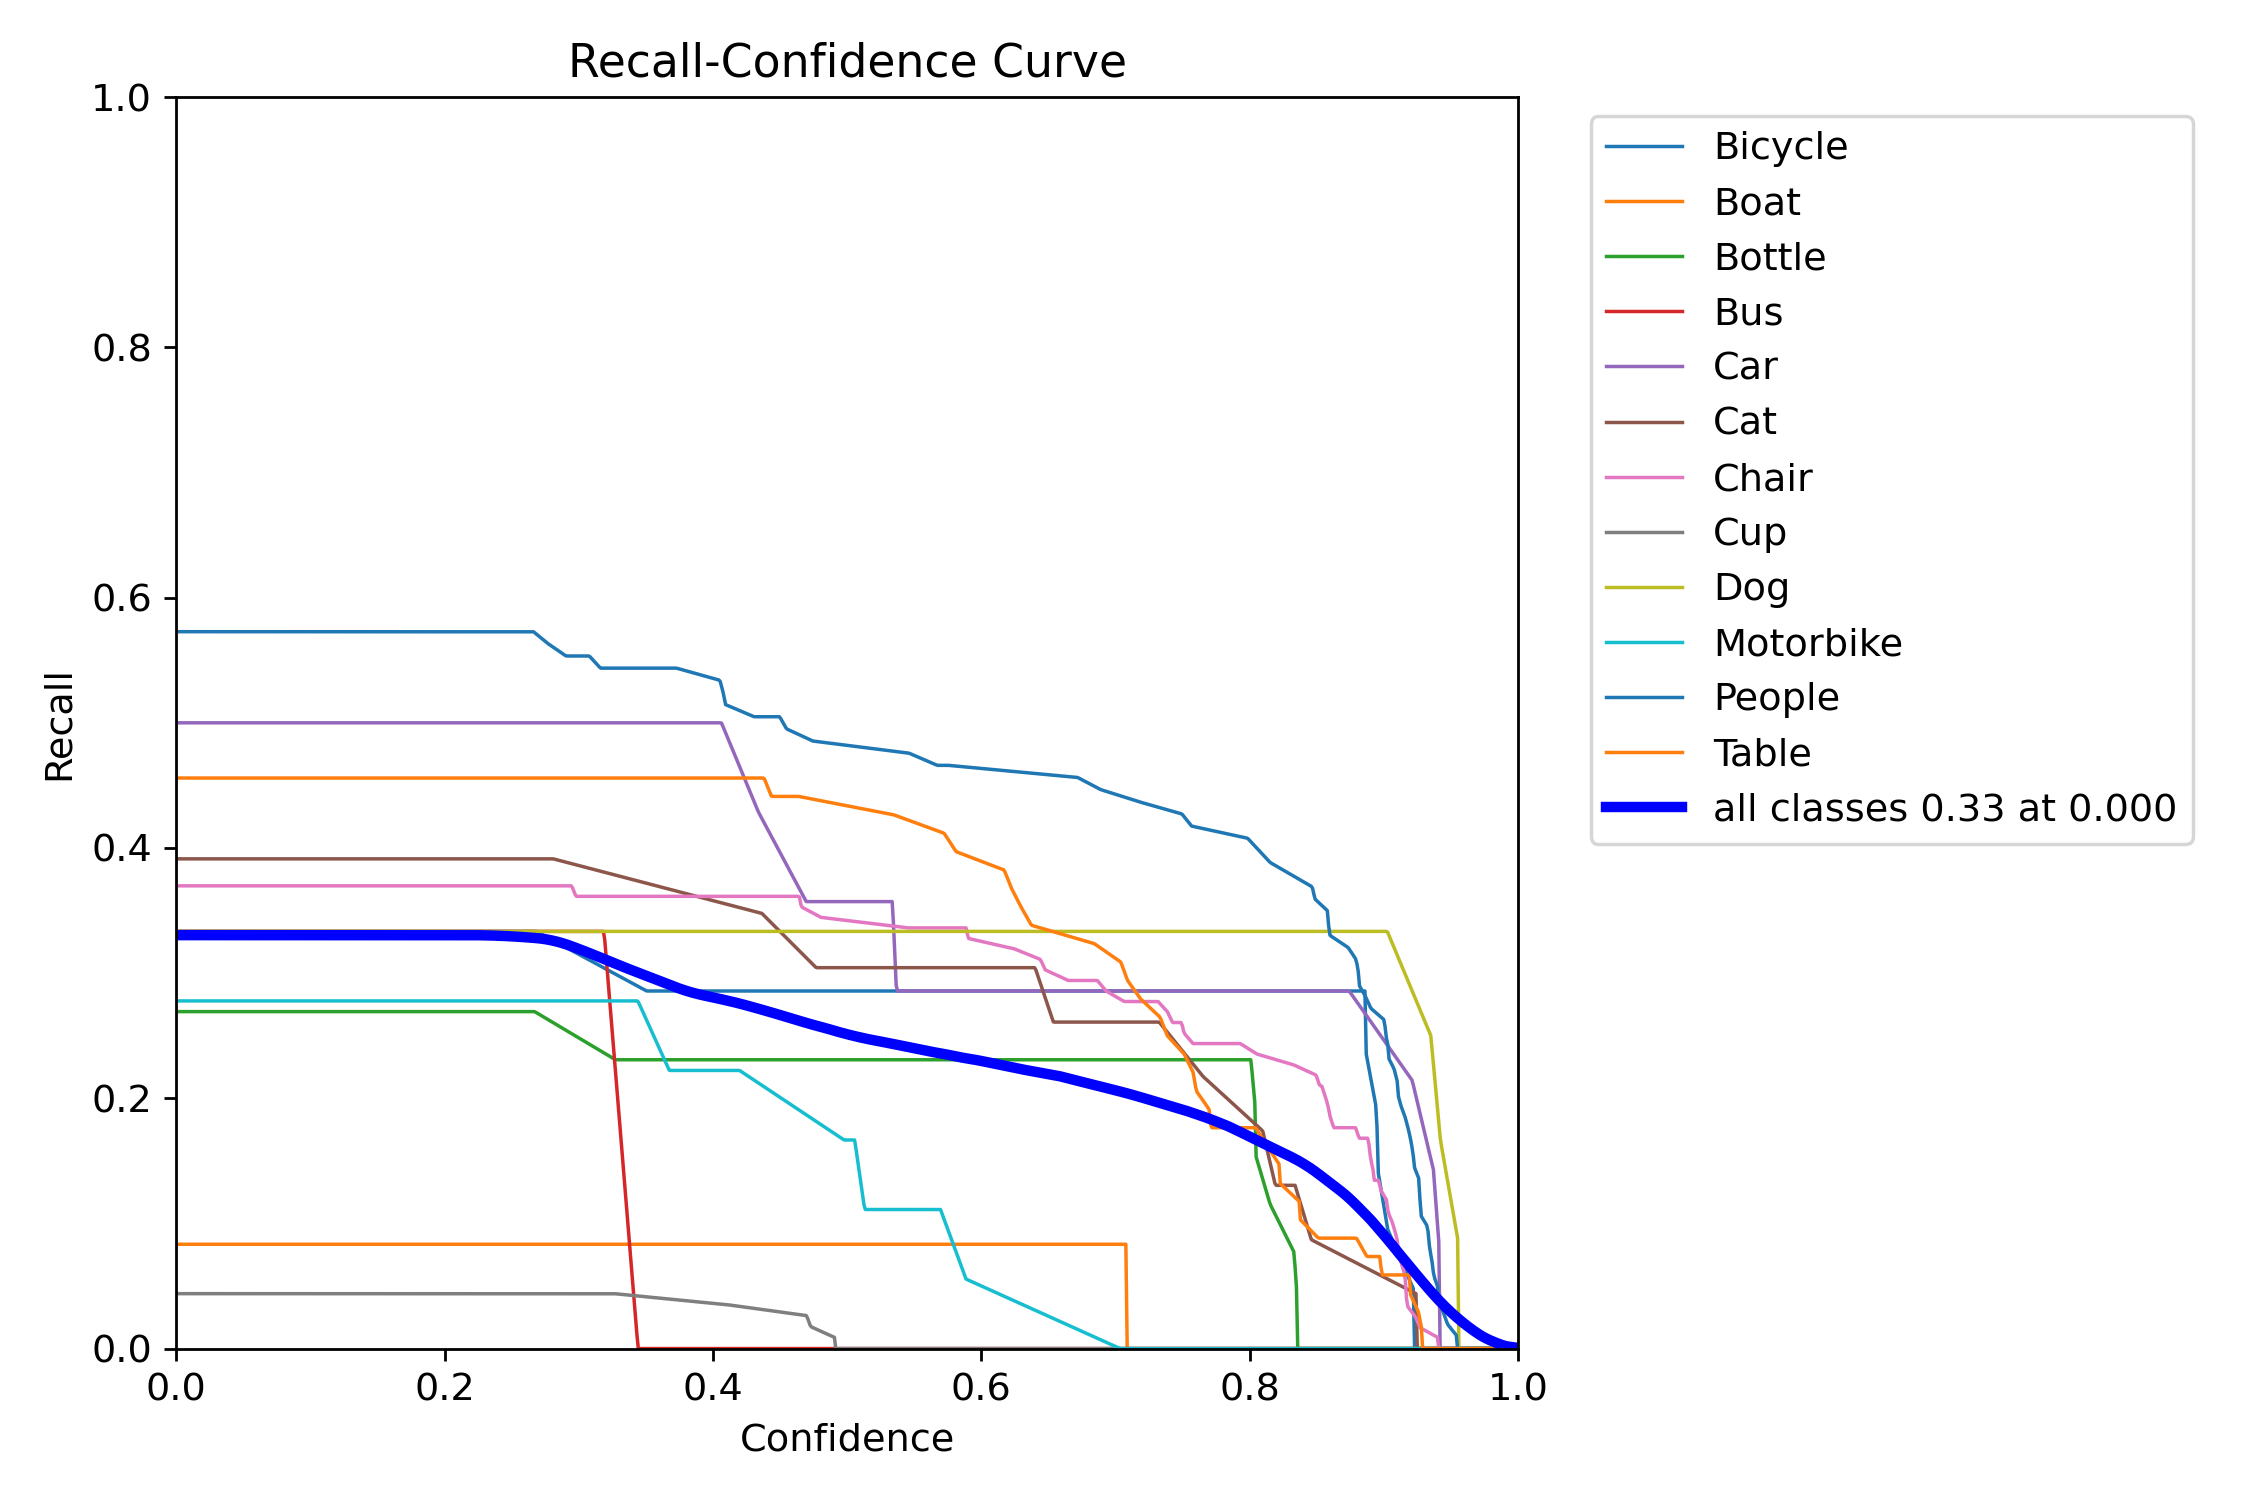 Recall-Confidence Curve
1.0
0.8
0.6
0.4
0.2
0.0
Recall
0.0 0.2 0.4 0.6 0.8 1.0
Confidence
Bicycle
Boat
Bottle
Bus
Car
Cat
Chair
Cup
Dog
Motorbike
People
Table
all classes 0.33 at 0.000